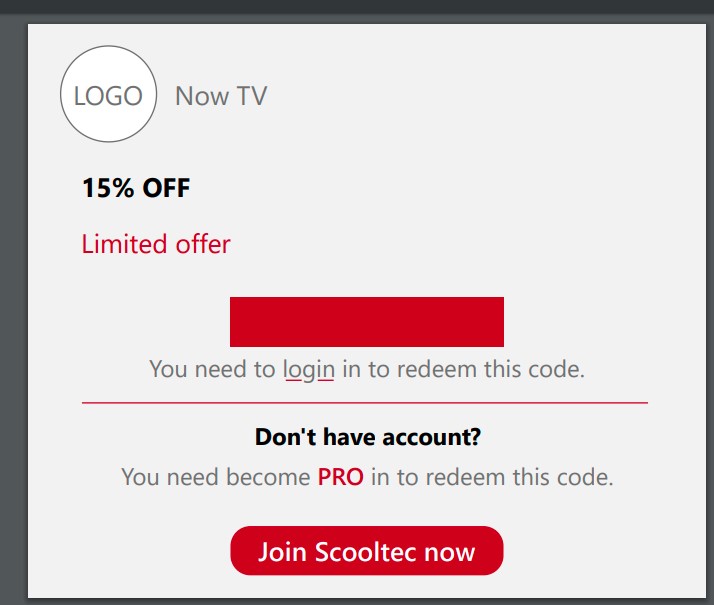 LOGO
Now TV
15% OFF
Limited offer
You need to login in to redeem this code.
Don't have account?
You need become PRO in to redeem this code.
Join Scooltec now